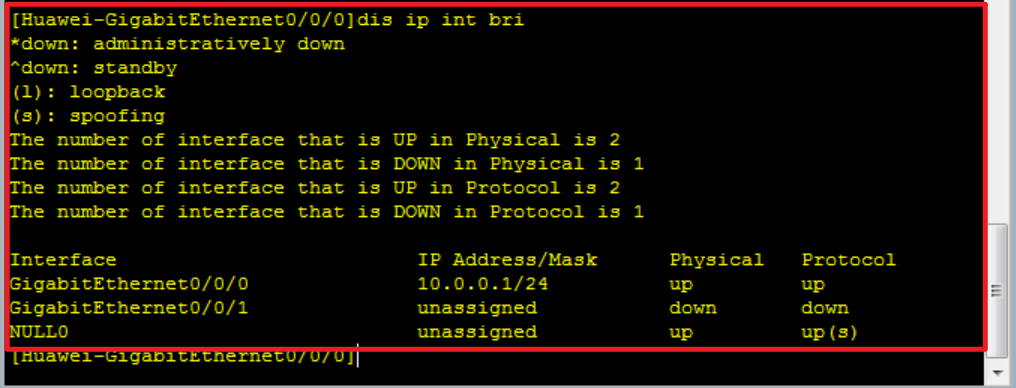 [Huawei-GigabitEthernet0/0/0]dis ip int bri
*down: administratively down
^down: standby
(l): loopback
(s): spoofing
The number of interface that is UP in Physical is 2
The number of interface that is DOWN in Physical is 1
The number of interface that is UP in Protocol is 2
The number of interface that is DOWN in Protocol is 1
Interface IP Address/Mask Physical Protocol
GigabitEthernet0/0/0 10.0.0.1/24 up up
GigabitEthernet0/0/1 unassigned down down
NULL0 unassigned up up(s)
[Huawei-GigabitEthernet0/0/0]